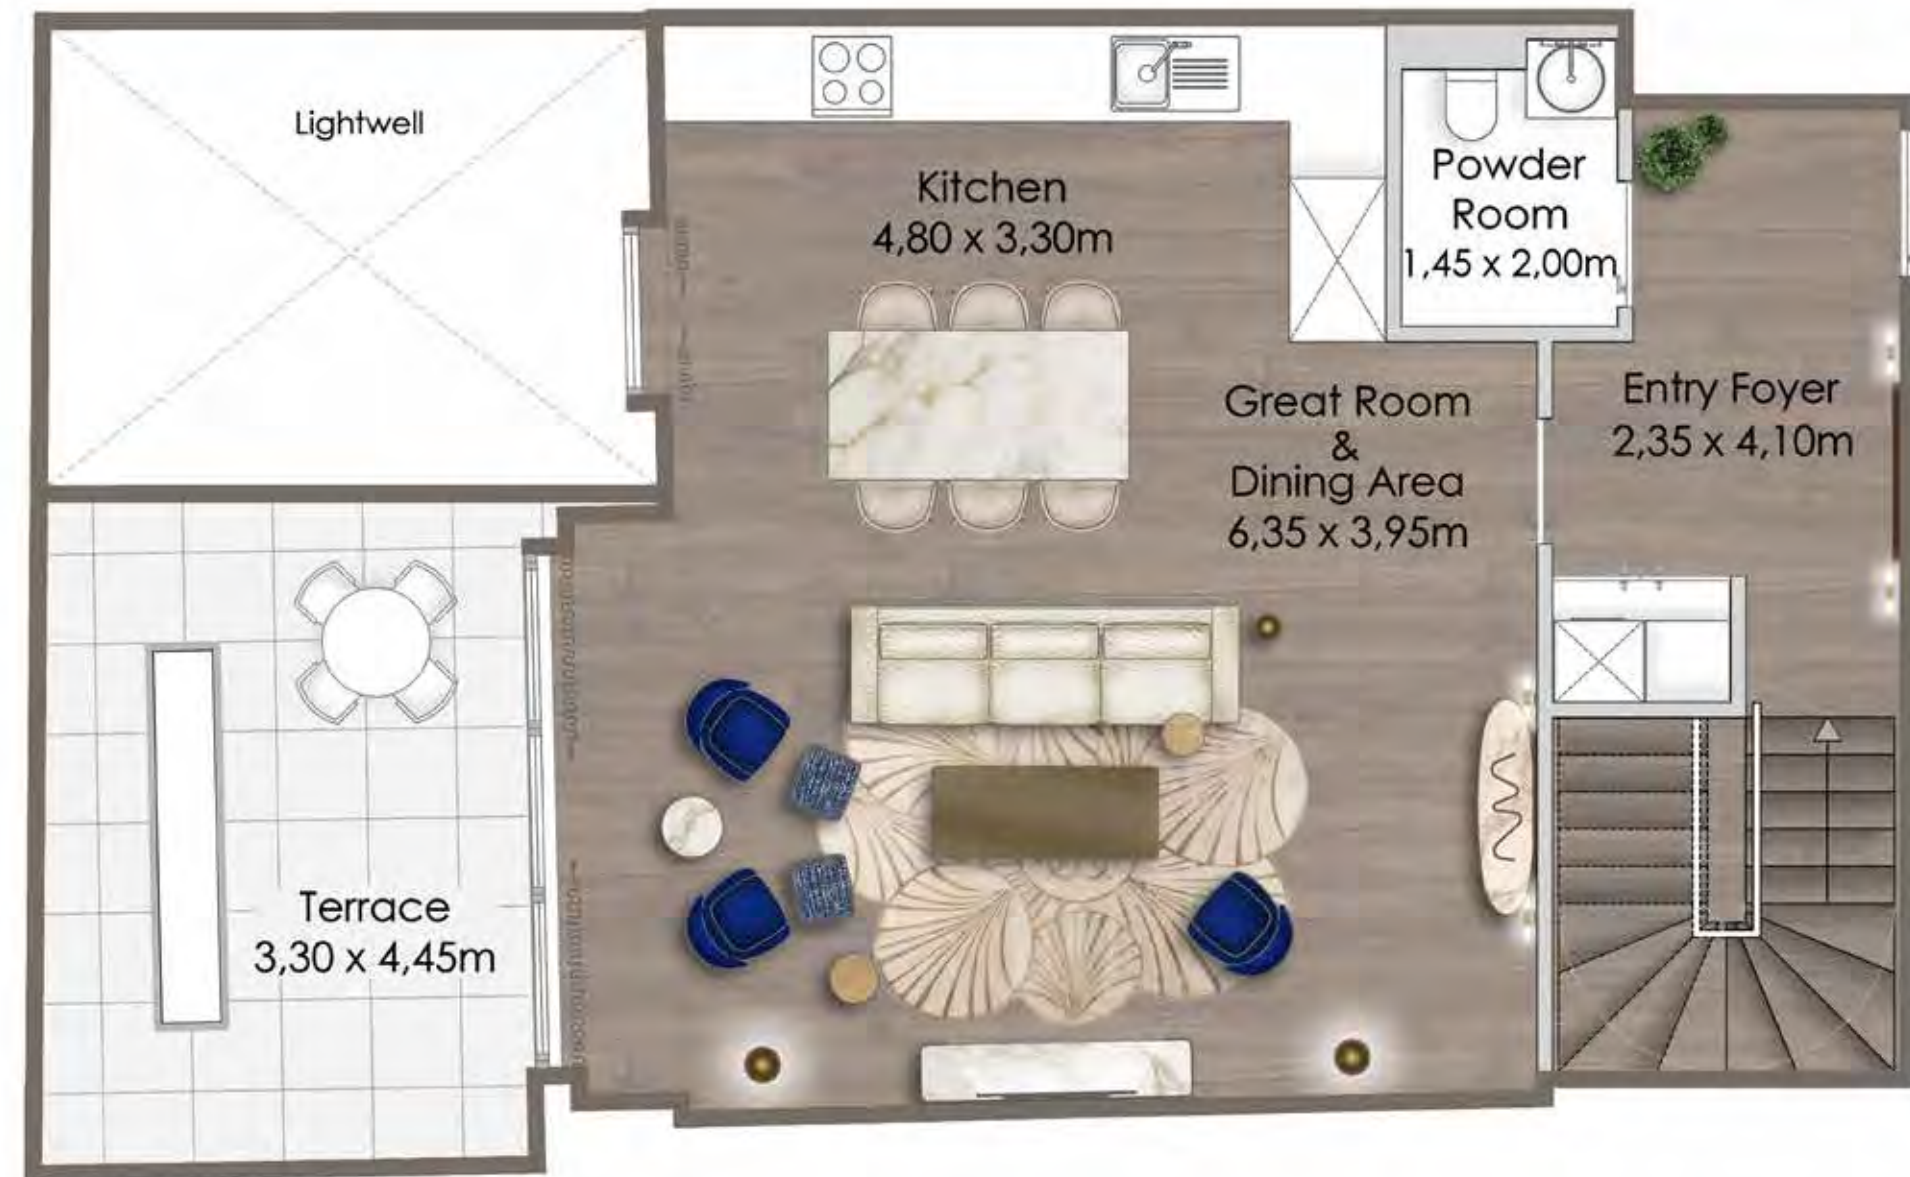 Lightwell
Kitchen
4,80 x 3,30m
Powder
Room
1,45 x 2,00m
Great Room
&
Dining Area
6,35 x 3,95m
Entry Foyer
2,35 x 4,10m
Terrace
3,30 x 4,45m